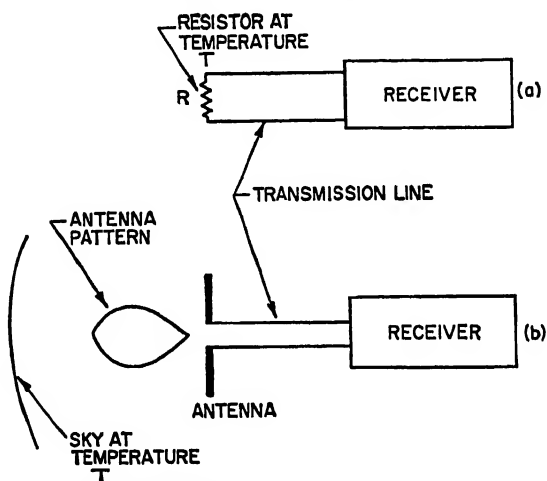 RESISTOR AT
TEMPERATURE
T
R
RECEIVER
(a)
TRANSMISSION LINE
ANTENNA
PATTERN
RECEIVER
(b)
ANTENNA
SKY AT
TEMPERATURE
T